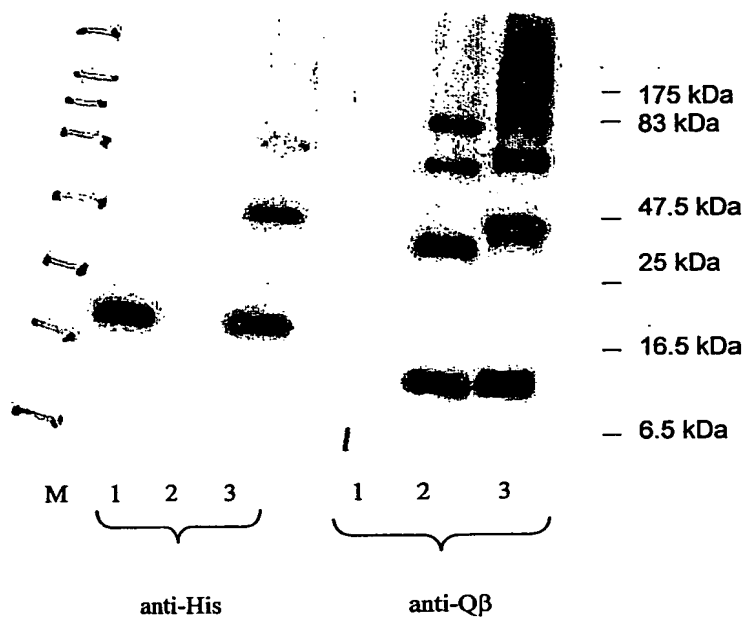 175 kDa
83 kDa
47.5 kDa
25 kDa
16.5 kDa
6.5 kDa
M 1 2 3 1 2 3
anti-His anti-Qβ